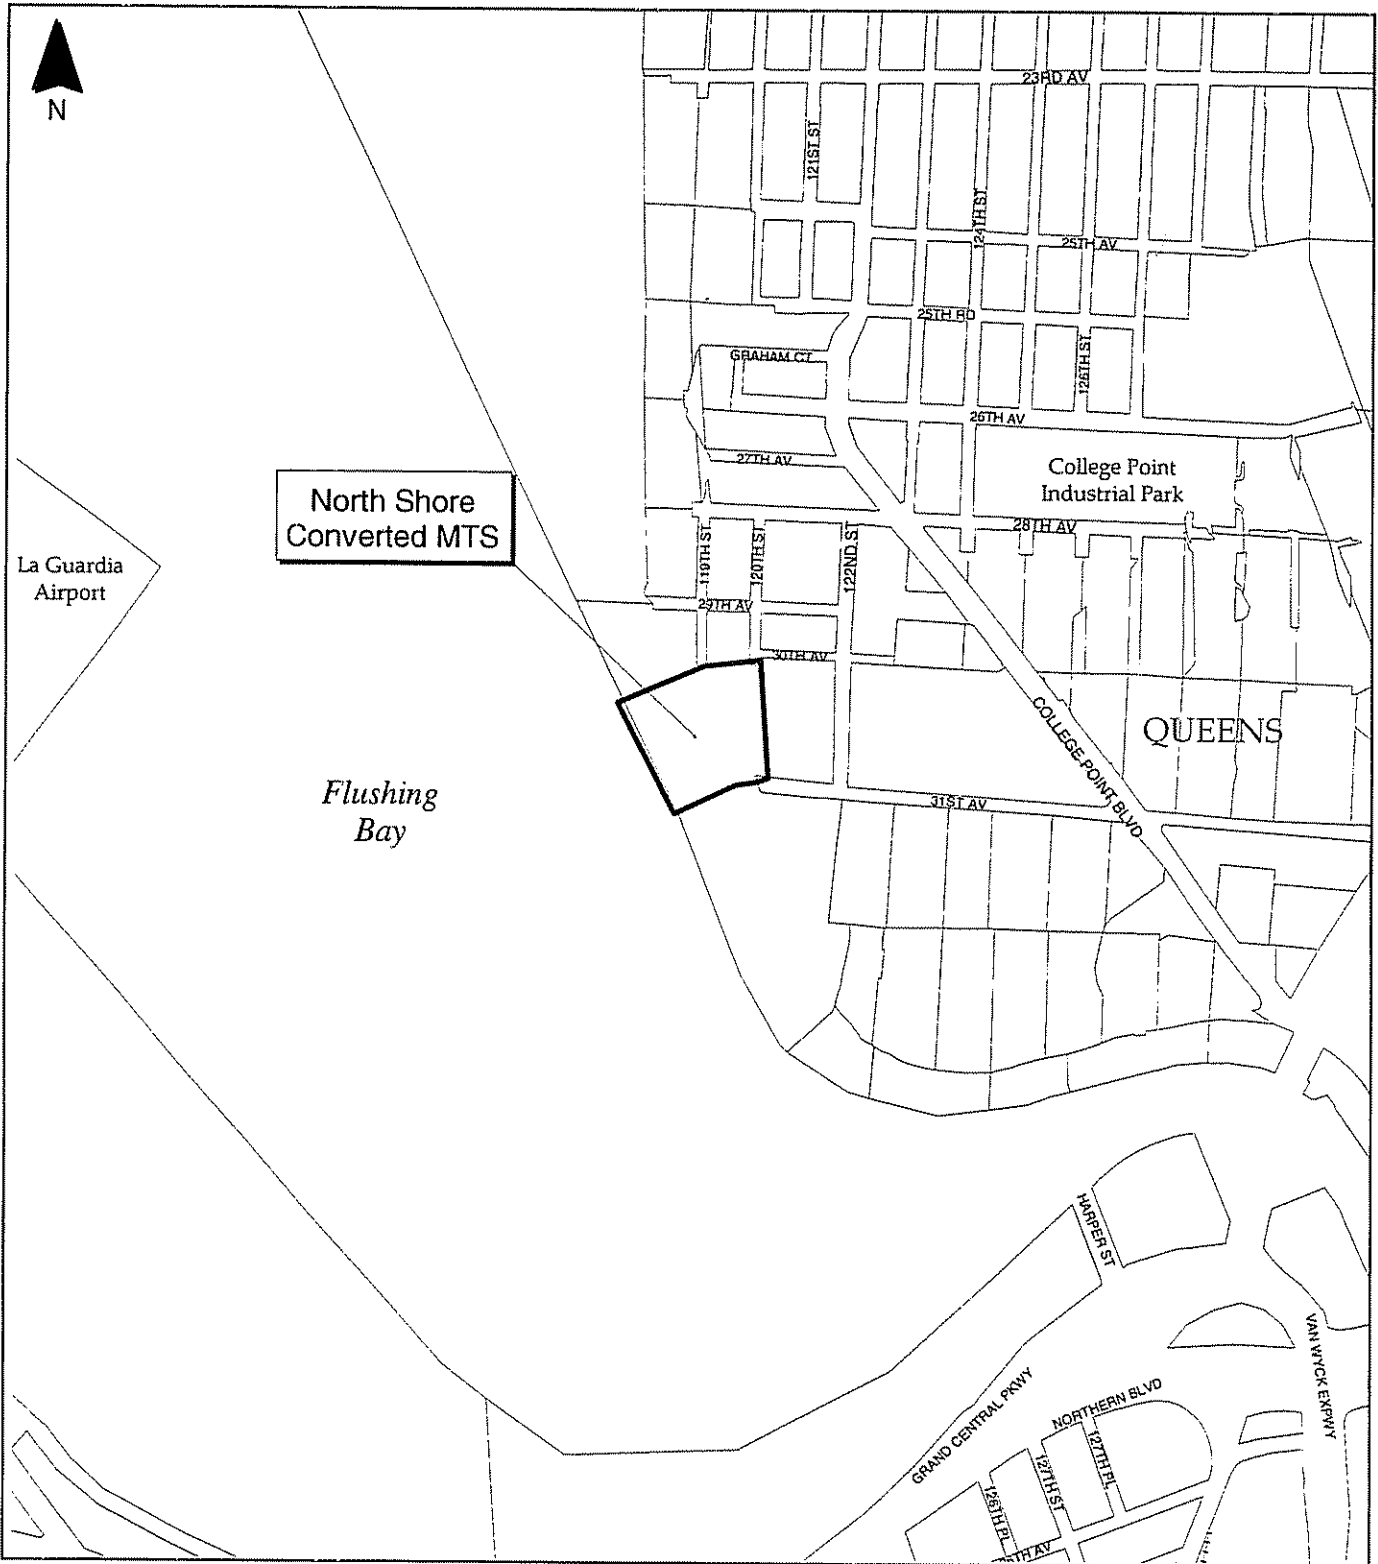 N
23RD AV
121ST ST
124TH ST
25TH AV
25TH RD
GRAHAM CT
126TH ST
26TH AV
27TH AV
College Point
Industrial Park
North Shore
Converted MTS
28TH AV
119TH ST
120TH ST
122ND ST
La Guardia
Airport
29TH AV
30TH AV
COLLEGE POINT BLVD
QUEENS
Flushing
Bay
31ST AV
HARPER ST
VAN WYCK EXPWY
GRAND CENTRAL PKWY
NORTHERN BLVD
127TH PL
127TH ST
126TH PL